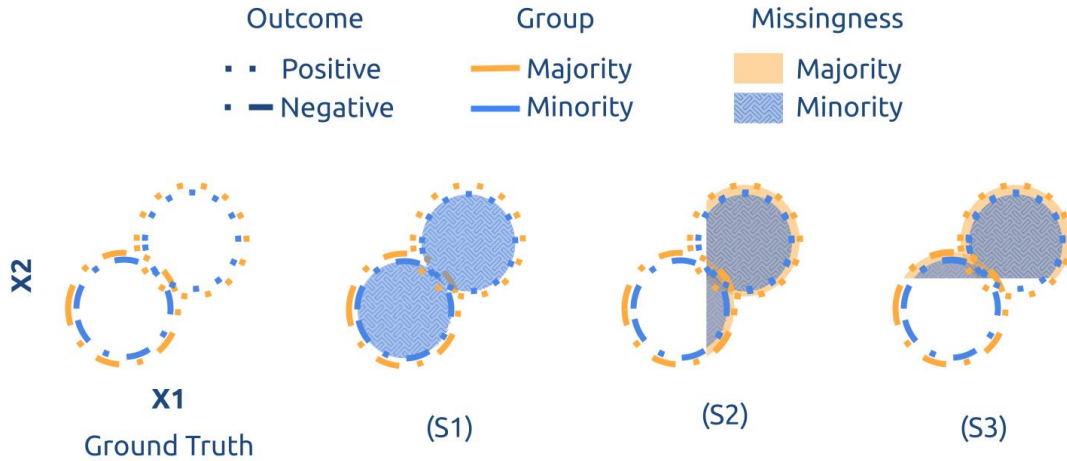 Outcome Group Missingness
Positive Majority Majority
Negative Minority Minority
X2
X1
Ground Truth (S1) (S2) (S3)